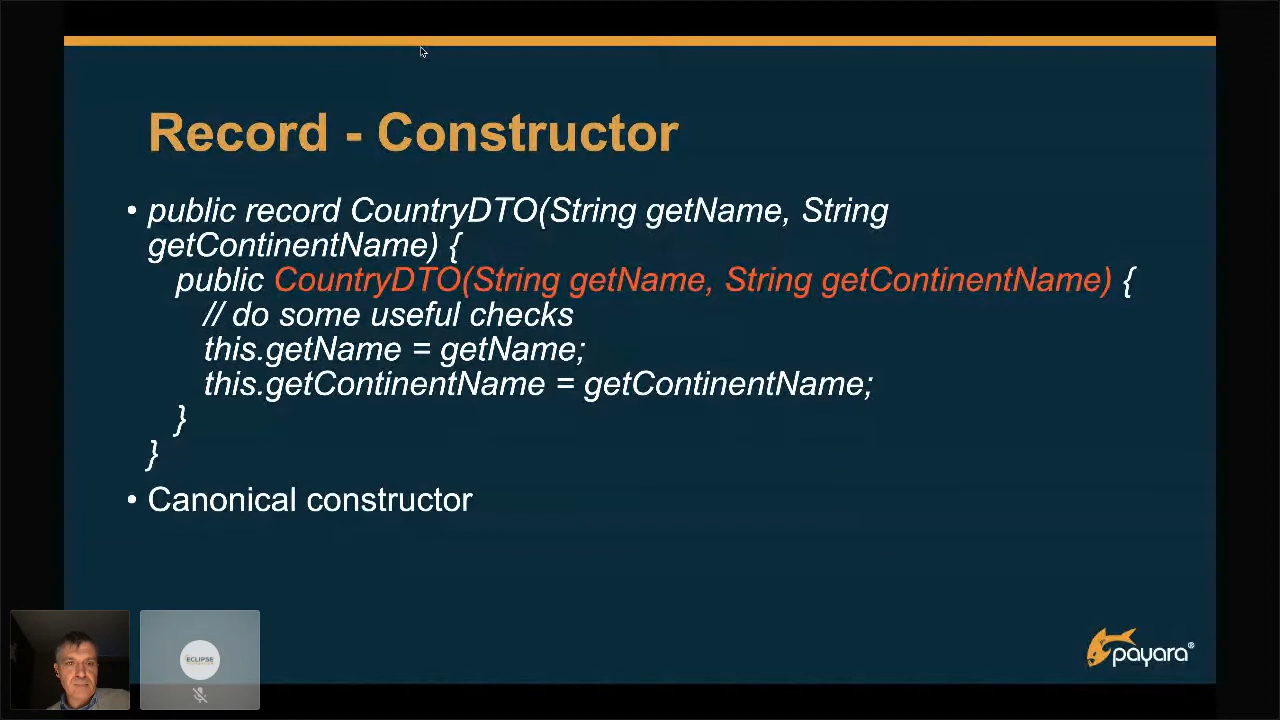 Record - Constructor
• public record CountryDTO(String getName, String
getContinentName) {
public CountryDTO(String getName, String getContinentName) {
// do some useful checks
this.getName = getName;
this.getContinentName = getContinentName;
}
}
• Canonical constructor
ECLIPSE
payara®